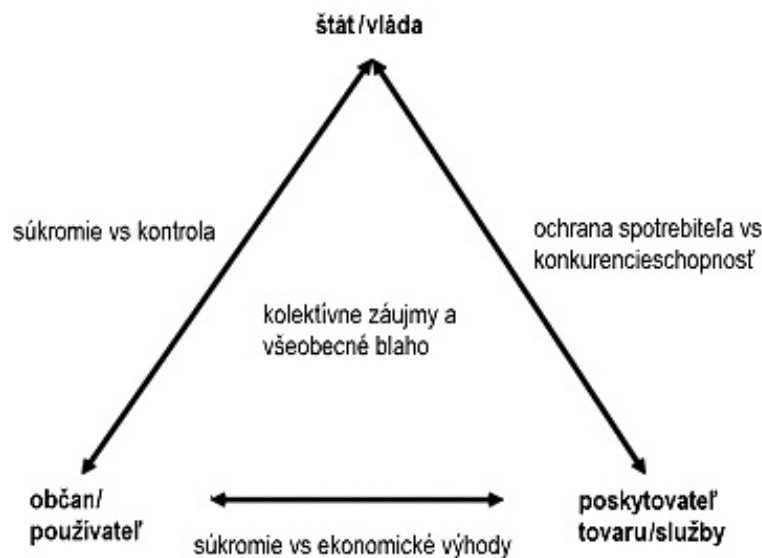 štát/vláda
súkromie vs kontrola
ochrana spotrebiteľa vs
konkurencieschopnosť
kolektívne záujmy a
všeobecné blaho
občan/
používateľ
poskytovateľ
tovaru/služby
súkromie vs ekonomické výhody